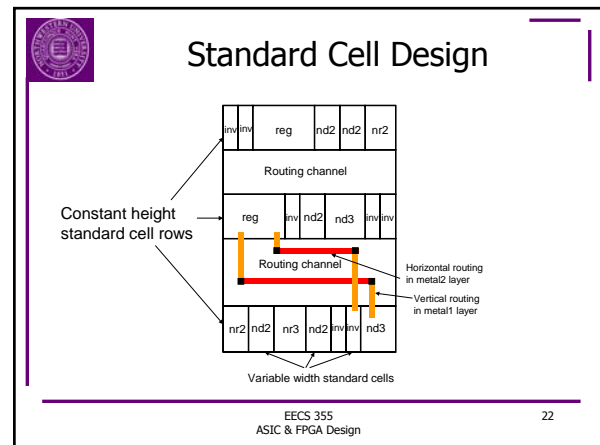 Standard Cell Design
inv inv reg nd2 nd2 nr2
Routing channel
Constant height
standard cell rows
reg inv nd2 nd3 inv inv
Routing channel
Horizontal routing
in metal2 layer
Vertical routing
in metal1 layer
nr2 nd2 nr3 nd2 inv inv nd3
Variable width standard cells
EECS 355
ASIC & FPGA Design
22